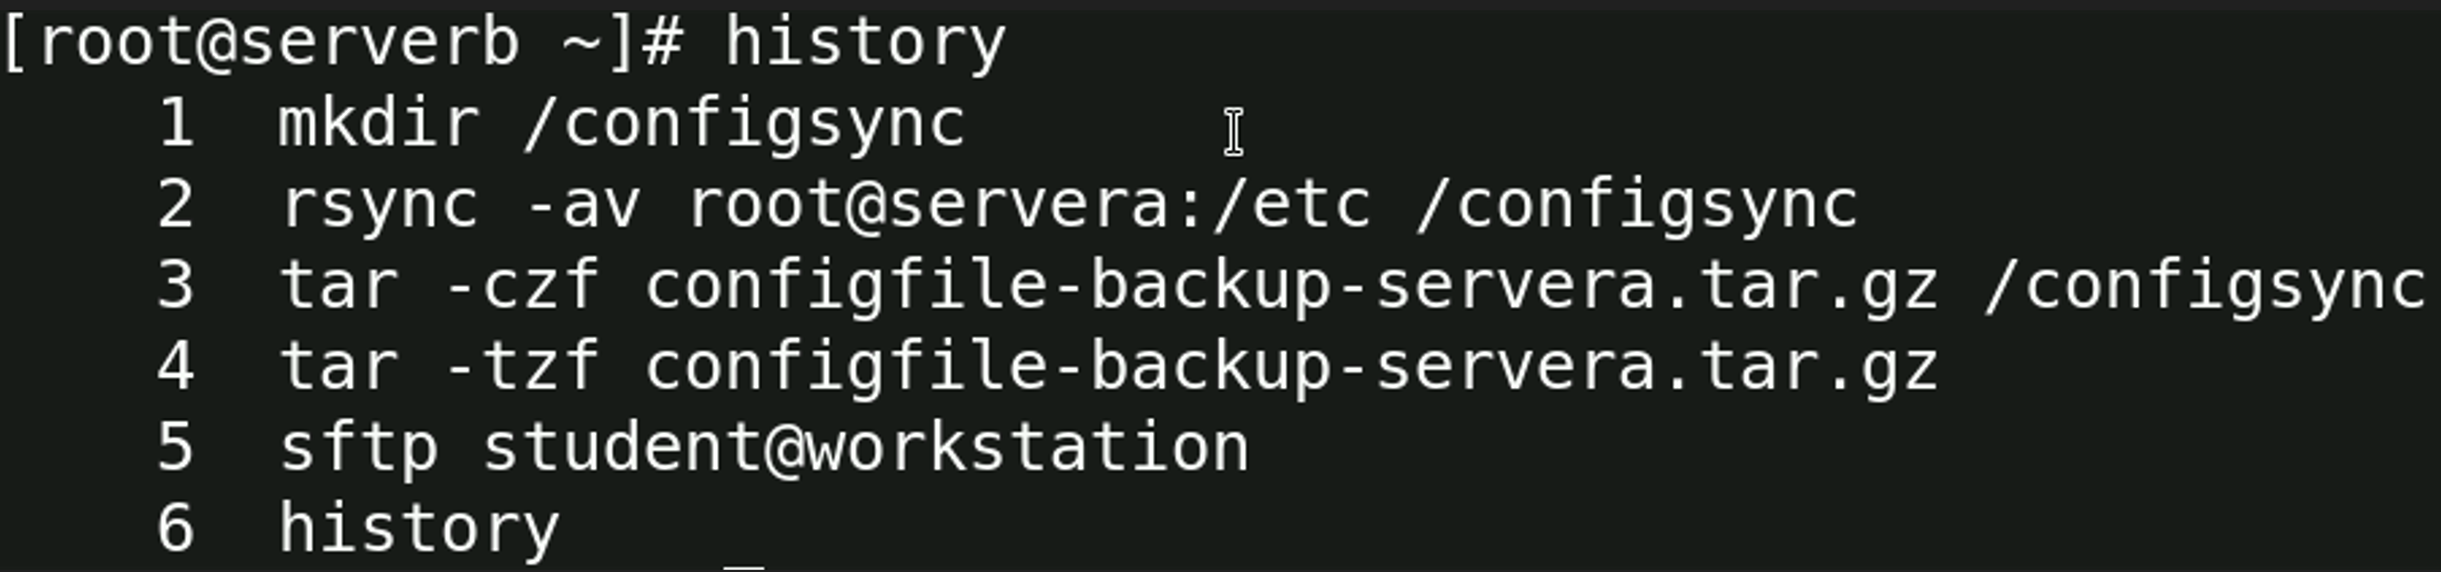 [root@serverb ~]# history
1 mkdir /configsync
2 rsync -av root@servera:/etc /configsync
3 tar -czf configfile-backup-servera.tar.gz /configsync
4 tar -tzf configfile-backup-servera.tar.gz
5 sftp student@workstation
6 history